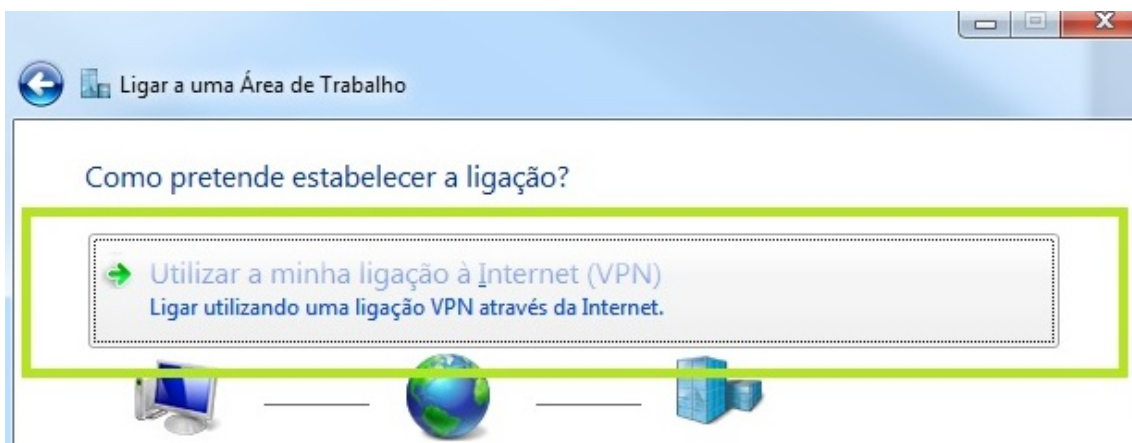 Ligar a uma Área de Trabalho
Como pretende estabelecer a ligação?
Utilizar a minha ligação à Internet (VPN)
Ligar utilizando uma ligação VPN através da Internet.